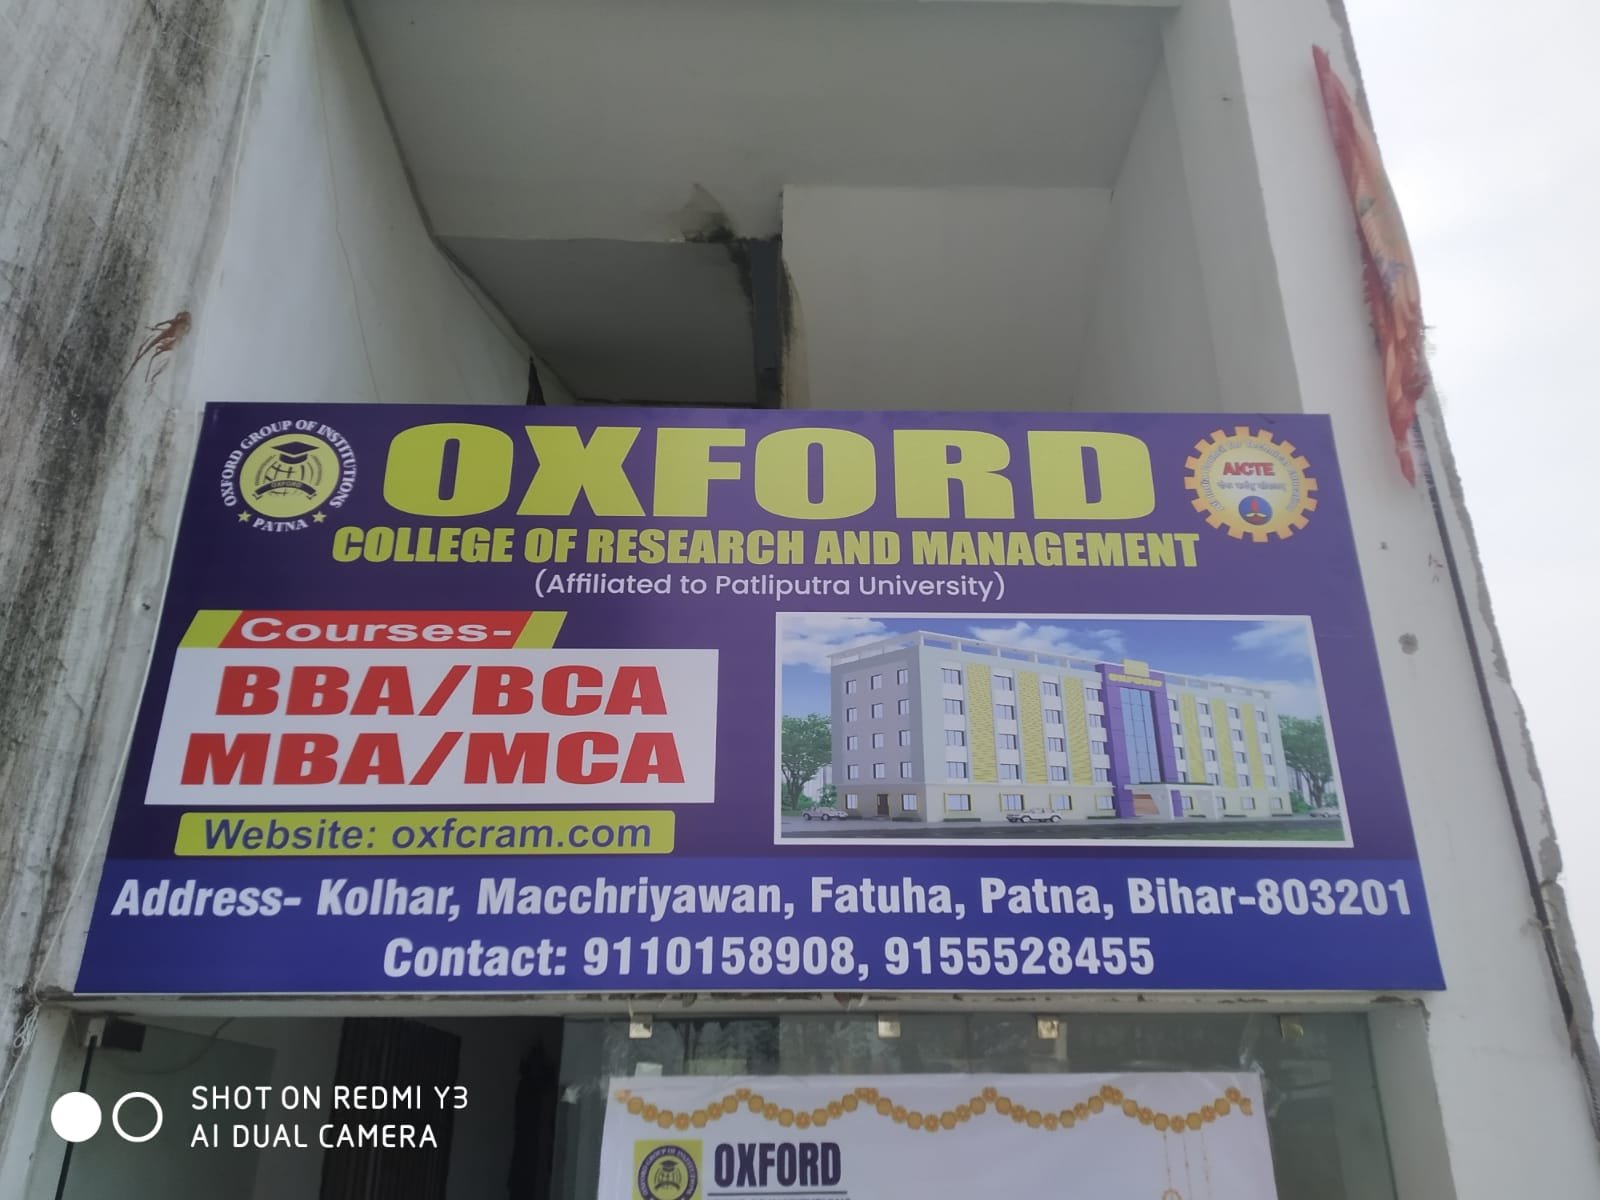 OXFORD GROUP OF INSTITUTIONS
OXFORD
PATNA
OXFORD
COLLEGE OF RESEARCH AND MANAGEMENT
(Affiliated to Patliputra University)
AICTE
Courses-
BBA/BCA
MBA/MCA
OXFORD
Website: oxfcram.com
Address- Kolhar, Macchriyawan, Fatuha, Patna, Bihar-803201
Contact: 9110158908, 9155528455
SHOT ON REDMI Y3
AI DUAL CAMERA
OXFORD